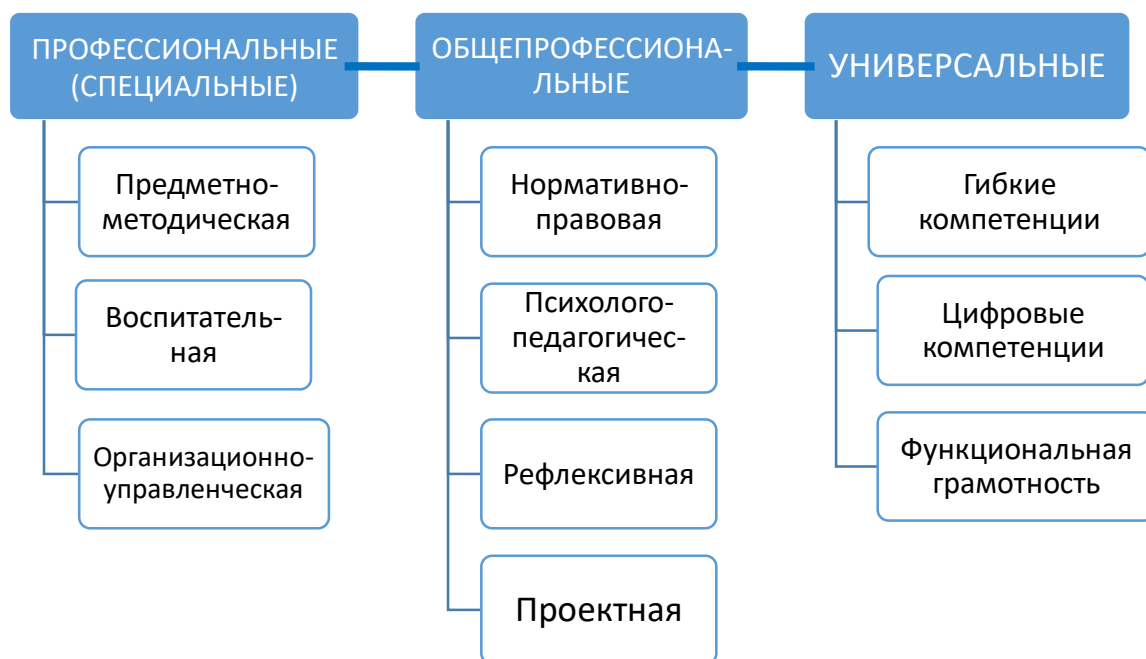 ПРОФЕССИОНАЛЬНЫЕ
(СПЕЦИАЛЬНЫЕ)
Предметно-
методическая
Воспитатель-
ная
Организационно-
управленческая
ОБЩЕПРОФЕССИОНА-
ЛЬНЫЕ
Нормативно-
правовая
Психолого-
педагогичес-
кая
Рефлексивная
Проектная
УНИВЕРСАЛЬНЫЕ
Гибкие
компетенции
Цифровые
компетенции
Функциональная
грамотность